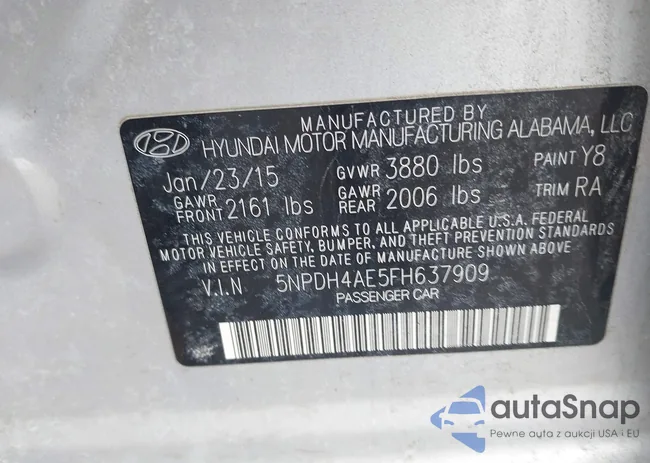 MANUFACTURED BY
HYUNDAI MOTOR MANUFACTURING ALABAMA, LLC
Jan/23/15 GVWR 3880 lbs PAINT Y8
GAWR FRONT 2161 lbs GAWR REAR 2006 lbs TRIM RA
THIS VEHICLE CONFORMS TO ALL APPLICABLE U.S.A. FEDERAL
MOTOR VEHICLE SAFETY, BUMPER, AND THEFT PREVENTION STANDARDS
IN EFFECT ON THE DATE OF MANUFACTURE SHOWN ABOVE.
V.I.N 5NPDH4AE5FH637909
PASSENGER CAR
autaSnap
Pewne auta z aukcji USA i EU